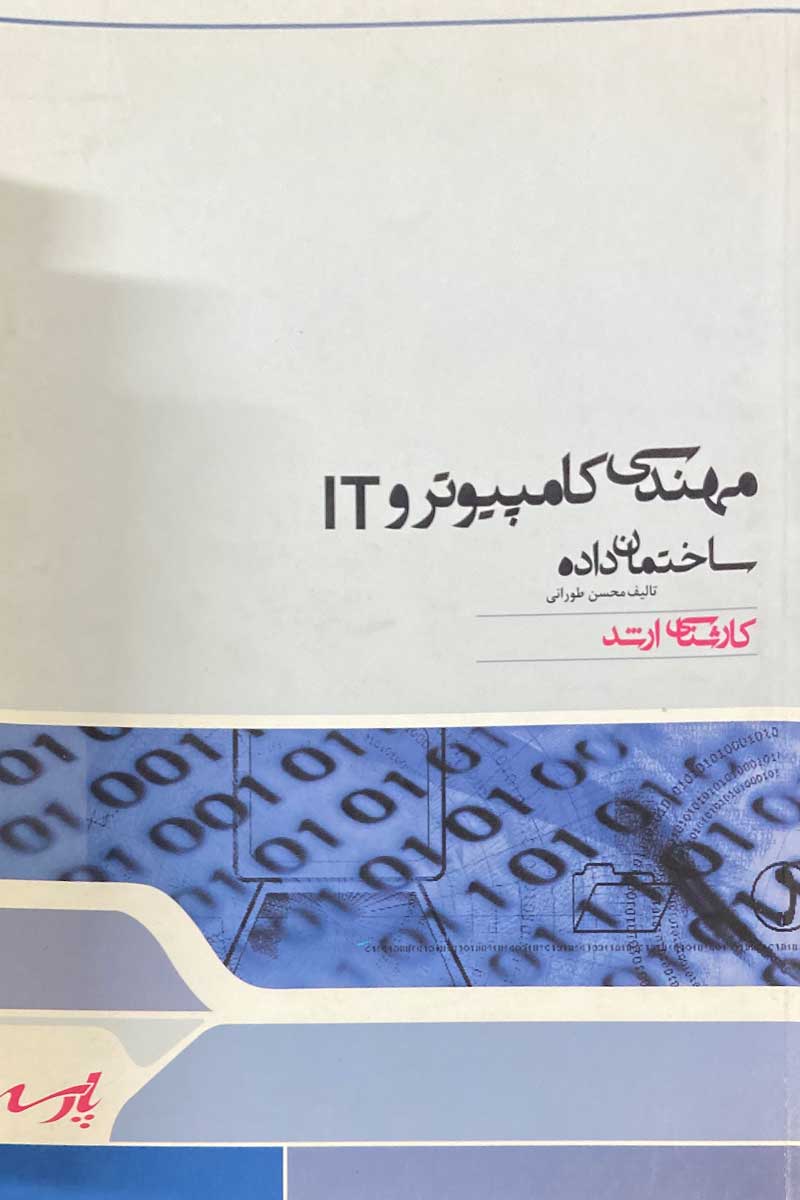 مهندسی کامپیوتر و IT
ساختمان داده
تالیف محسن طورانی
کارشناسی ارشد
پارسه